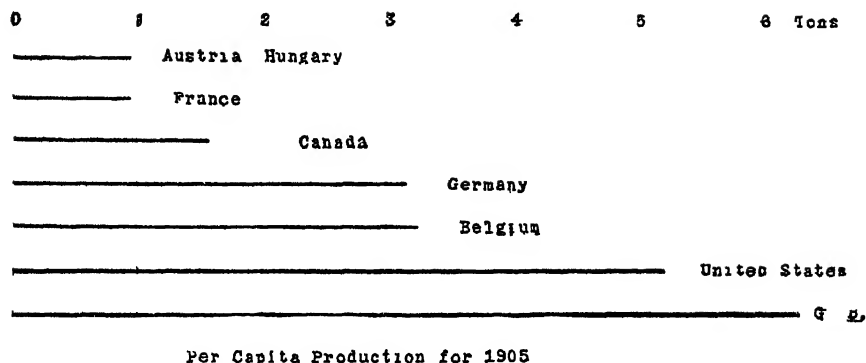 0 1 2 3 4 5 6 Tons
Austria Hungary
France
Canada
Germany
Belgium
United States
G B.
Per Capita Production for 1905